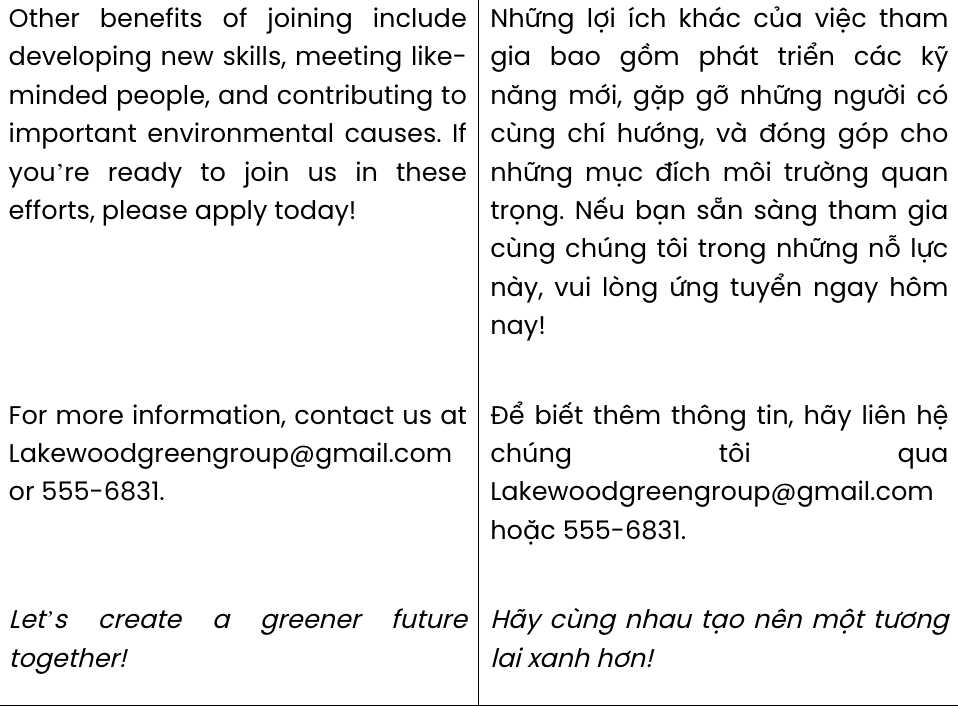 Other benefits of joining include
developing new skills, meeting like-
minded people, and contributing to
important environmental causes. If
you’re ready to join us in these
efforts, please apply today!
For more information, contact us at
Lakewoodgreengroup@gmail.com
or 555-6831.
Let’s create a greener future
together!
Những lợi ích khác của việc tham
gia bao gồm phát triển các kỹ
năng mới, gặp gỡ những người có
cùng chí hướng, và đóng góp cho
những mục đích môi trường quan
trọng. Nếu bạn sẵn sàng tham gia
cùng chúng tôi trong những nỗ lực
này, vui lòng ứng tuyển ngay hôm
nay!
Để biết thêm thông tin, hãy liên hệ
chúng tôi qua
Lakewoodgreengroup@gmail.com
hoặc 555-6831.
Hãy cùng nhau tạo nên một tương
lai xanh hơn!